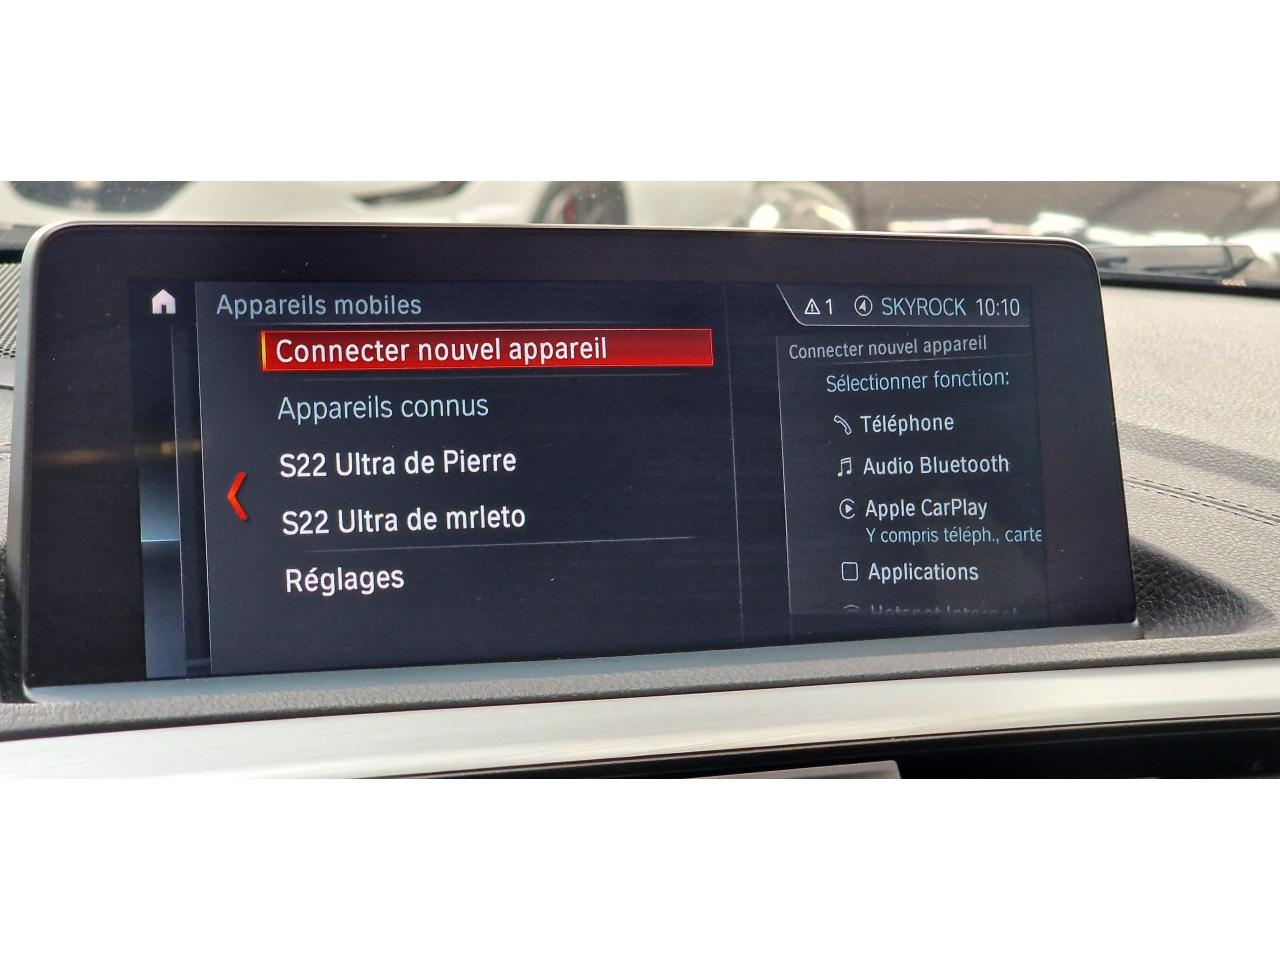 Appareils mobiles
1 SKYROCK 10:10
Connecter nouvel appareil
Appareils connus
S22 Ultra de Pierre
S22 Ultra de mrleto
Réglages
Connecter nouvel appareil
Sélectionner fonction:
Téléphone
Audio Bluetooth
Apple CarPlay
Y compris téléph., carte
Applications